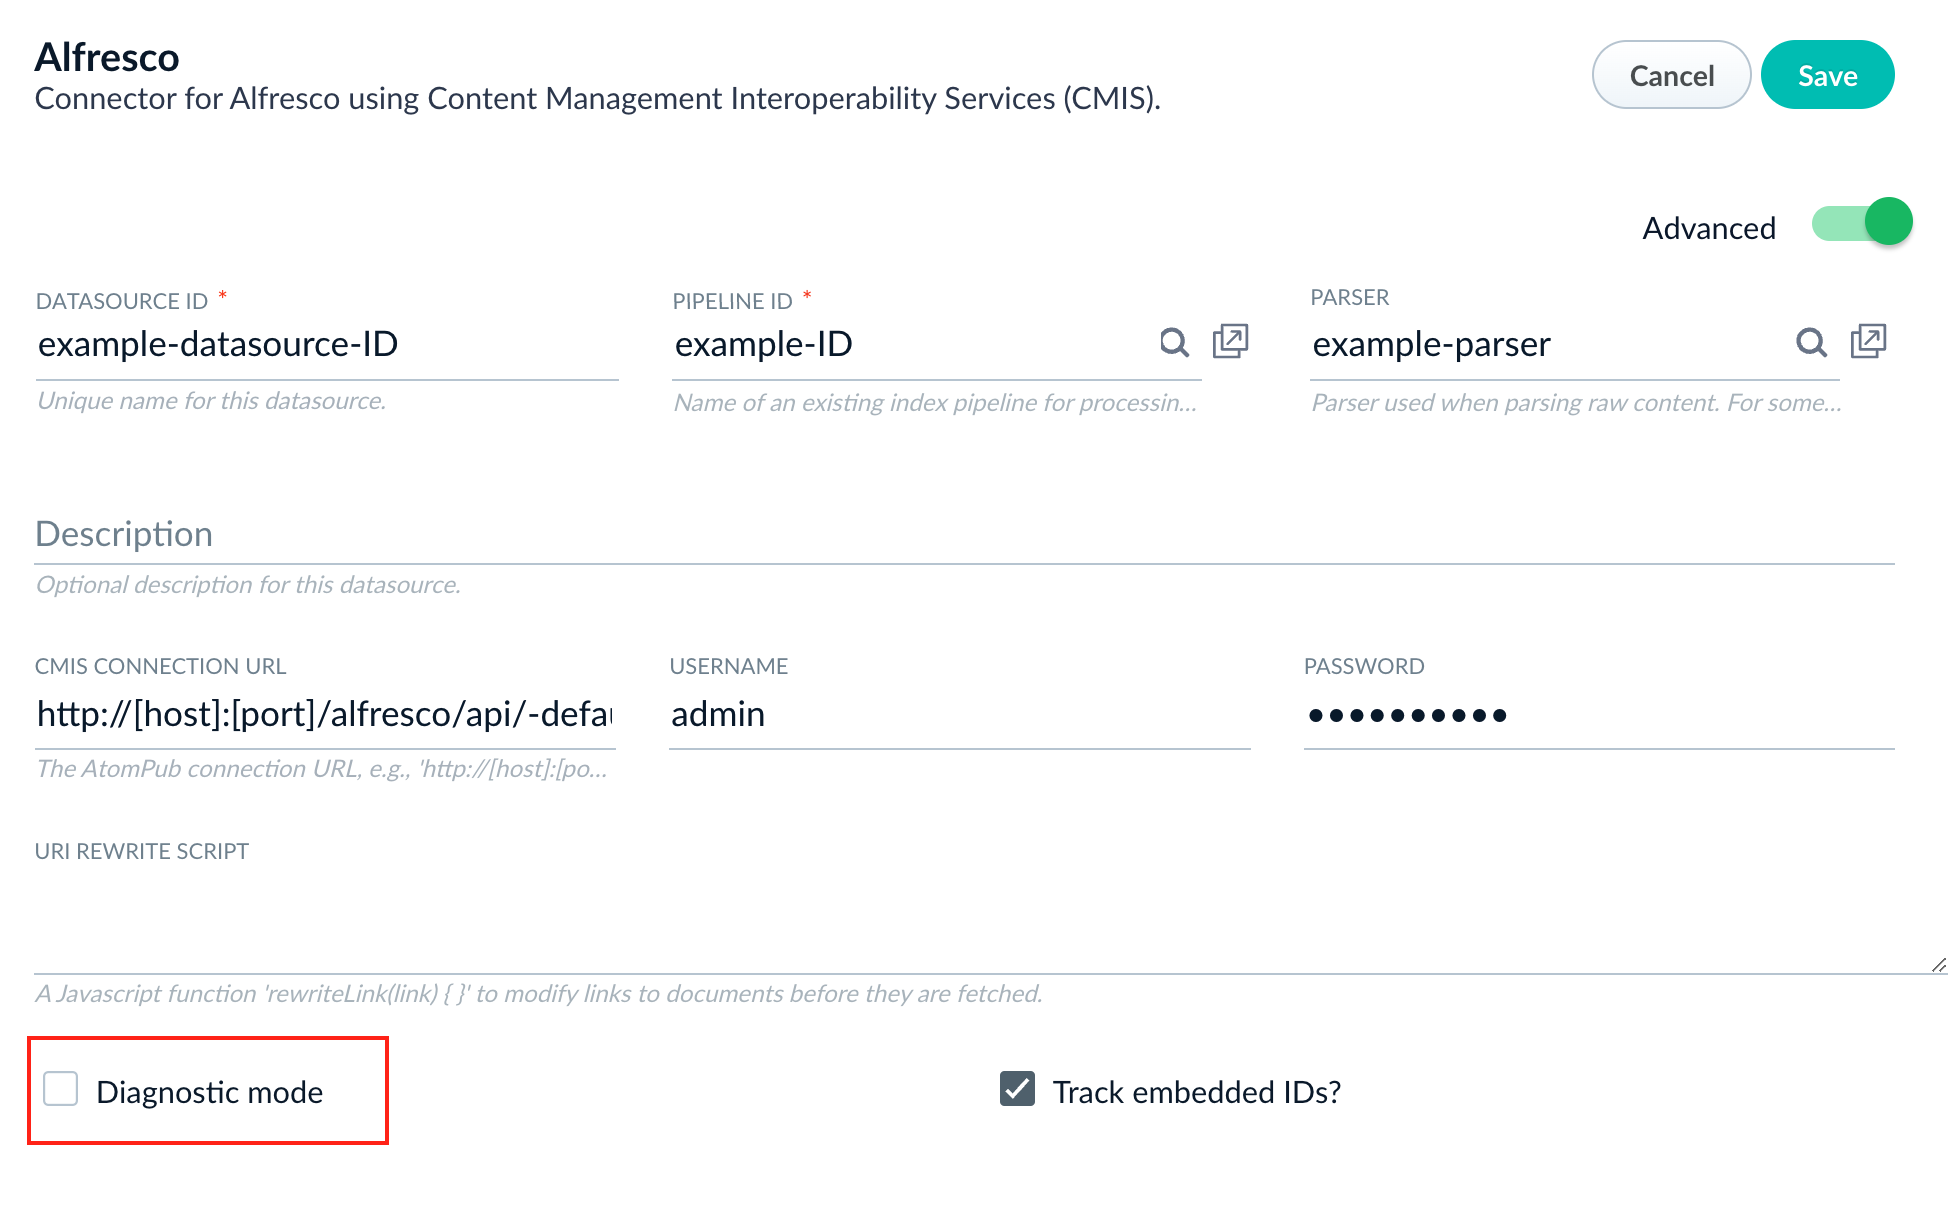 Alfresco
Connector for Alfresco using Content Management Interoperability Services (CMIS).
Cancel
Save
Advanced
DATASOURCE ID *
example-datasource-ID
Unique name for this datasource.
PIPELINE ID *
example-ID
Name of an existing index pipeline for processin...
PARSER
example-parser
Parser used when parsing raw content. For some...
Description
Optional description for this datasource.
CMIS CONNECTION URL
http://[host]:[port]/alfresco/api/-defau
The AtomPub connection URL, e.g., 'http://[host]:[po...
USERNAME
admin
PASSWORD
••••••••••
URI REWRITE SCRIPT
A Javascript function 'rewriteLink(link) { }' to modify links to documents before they are fetched.
Diagnostic mode
Track embedded IDs?